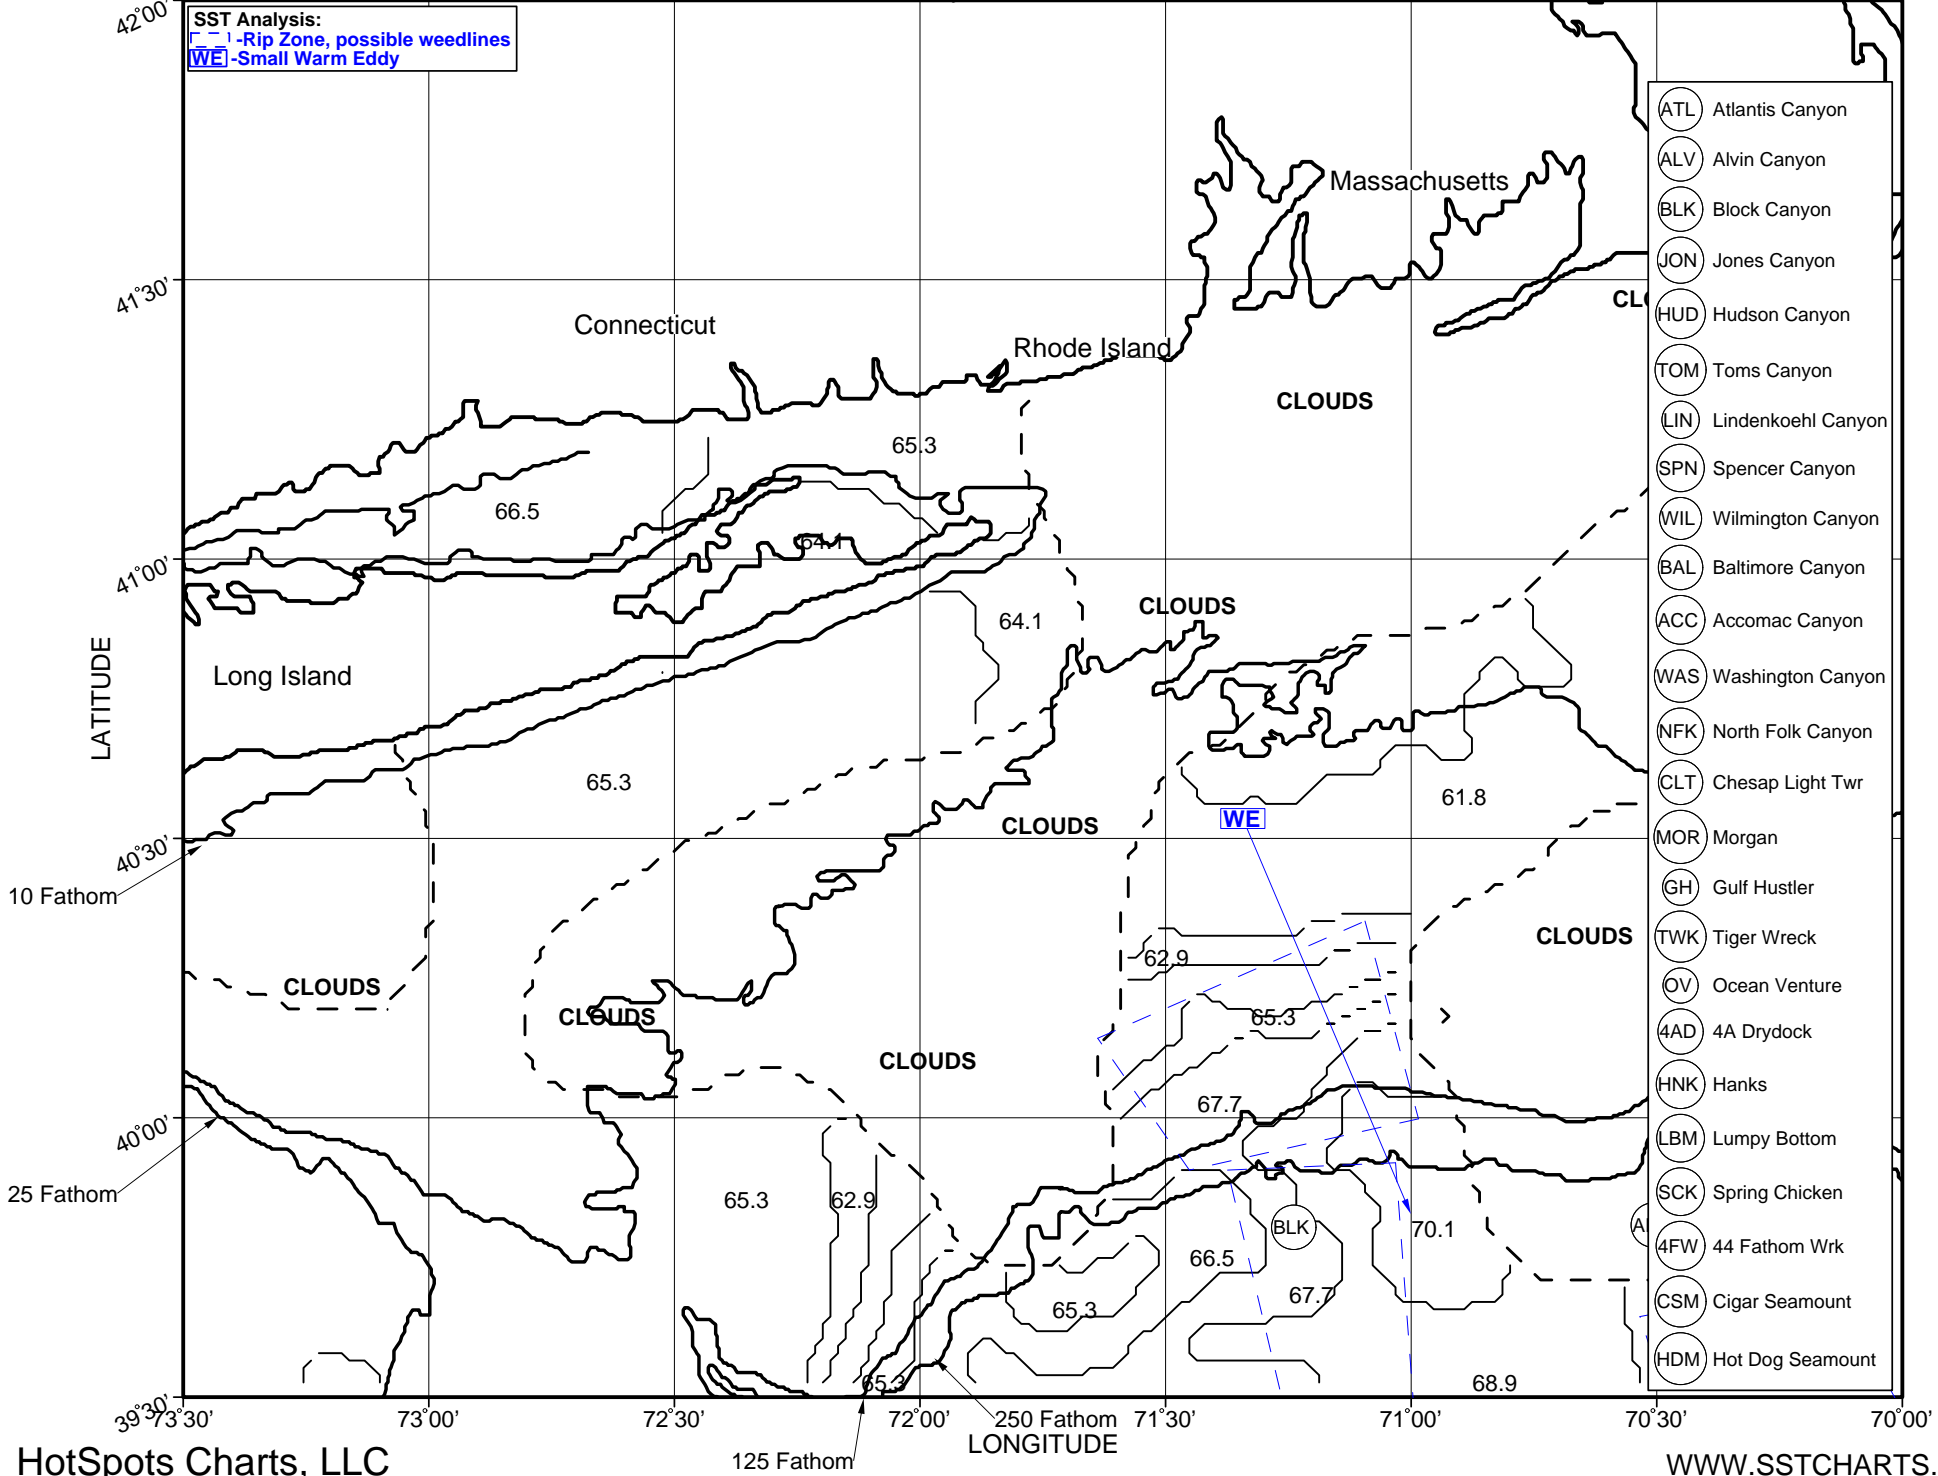 42°00'
SST Analysis:
-Rip Zone, possible weedlines
WE -Small Warm Eddy
ATL Atlantis Canyon
ALV Alvin Canyon
Massachusetts
BLK Block Canyon
JON Jones Canyon
41°30'
CL
HUD Hudson Canyon
Connecticut
Rhode Island
TOM Toms Canyon
CLOUDS
LIN Lindenkoehl Canyon
65.3
SPN Spencer Canyon
66.5
WIL Wilmington Canyon
64.1
41°00'
BAL Baltimore Canyon
CLOUDS
64.1
ACC Accomac Canyon
LATITUDE
Long Island
WAS Washington Canyon
NFK North Folk Canyon
65.3
CLT Chesap Light Twr
61.8
WE
CLOUDS
40°30'
MOR Morgan
10 Fathom
GH Gulf Hustler
CLOUDS
TWK Tiger Wreck
62.9
CLOUDS
OV Ocean Venture
CLOUDS
65.3
4AD 4A Drydock
CLOUDS
HNK Hanks
67.7
40°00'
LBM Lumpy Bottom
25 Fathom
65.3
62.9
SCK Spring Chicken
BLK
70.1
A
66.5
4FW 44 Fathom Wrk
67.7
65.3
CSM Cigar Seamount
HDM Hot Dog Seamount
65.3
68.9
39°30'
73°30'
73°00'
72°30'
72°00'
250 Fathom
71°30'
71°00'
70°30'
70°00'
LONGITUDE
125 Fathom
HotSpots Charts, LLC
WWW.SSTCHARTS.